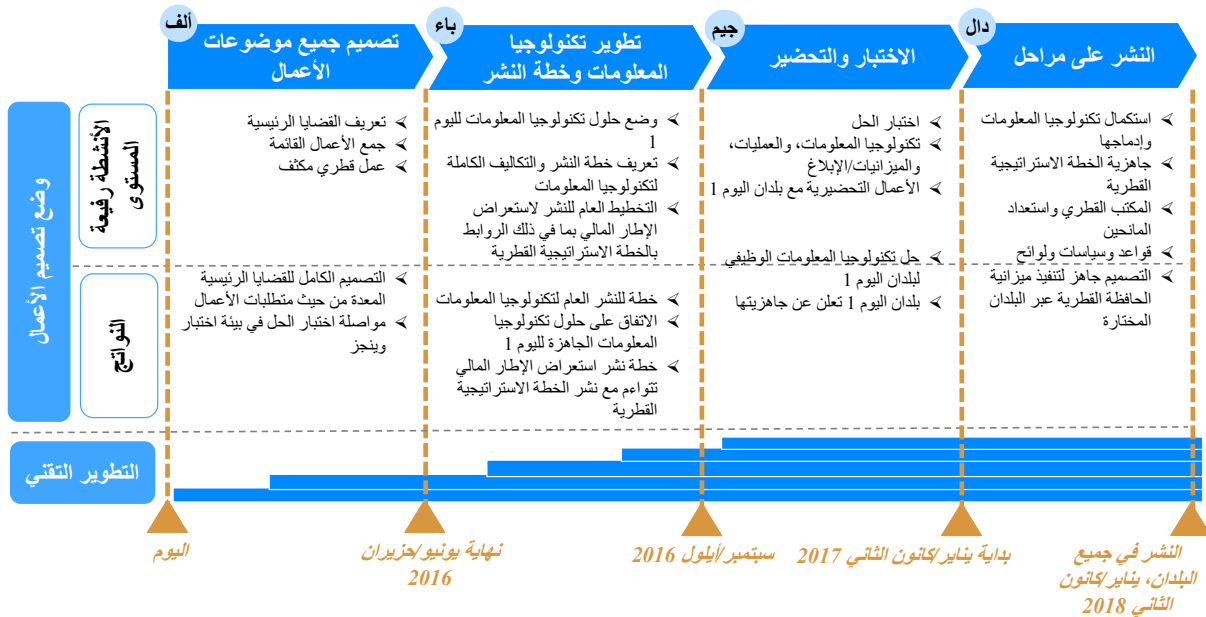 ألف
تصميم جميع موضوعات
الأعمال
باء
تطوير تكنولوجيا
المعلومات وخطة النشر
جيم
الاختبار والتحضير
دال
النشر على مراحل
وضع تصميم الأعمال
الأنشطة رفيعة
المستوى
تعريف القضايا الرئيسية
جمع الأعمال القائمة
عمل قطري مكثف
وضع حلول تكنولوجيا المعلومات لليوم
1
تعريف خطة النشر والتكاليف الكاملة
لتكنولوجيا المعلومات
التخطيط العام للنشر لاستعراض
الإطار المالي بما في ذلك الروابط
بالخطة الاستراتيجية القطرية
اختبار الحل
تكنولوجيا المعلومات، والعمليات،
والميزانيات/الإبلاغ
الأعمال التحضيرية مع بلدان اليوم 1
استكمال تكنولوجيا المعلومات
وإدماجها
جاهزية الخطة الاستراتيجية
القطرية
المكتب القطري واستعداد
المانحين
قواعد وسياسات ولوائح
النواتج
التصميم الكامل للقضايا الرئيسية
المعدة من حيث متطلبات الأعمال
مواصلة اختبار الحل في بيئة اختبار
وينجز
خطة للنشر العام لتكنولوجيا المعلومات
الاتفاق على حلول تكنولوجيا
المعلومات الجاهزة لليوم 1
خطة نشر استعراض الإطار المالي
تتواءم مع نشر الخطة الاستراتيجية
القطرية
حل تكنولوجيا المعلومات الوظيفي
لبلدان اليوم 1
بلدان اليوم 1 تعلن عن جاهزيتها
التصميم جاهز لتنفيذ ميزانية
الحافظة القطرية عبر البلدان
المختارة
التطوير التقني
اليوم
نهاية يونيو/حزيران
2016
سبتمبر/أيلول 2016
بداية يناير/كانون الثاني 2017
النشر في جميع
البلدان، يناير/كانون
الثاني 2018